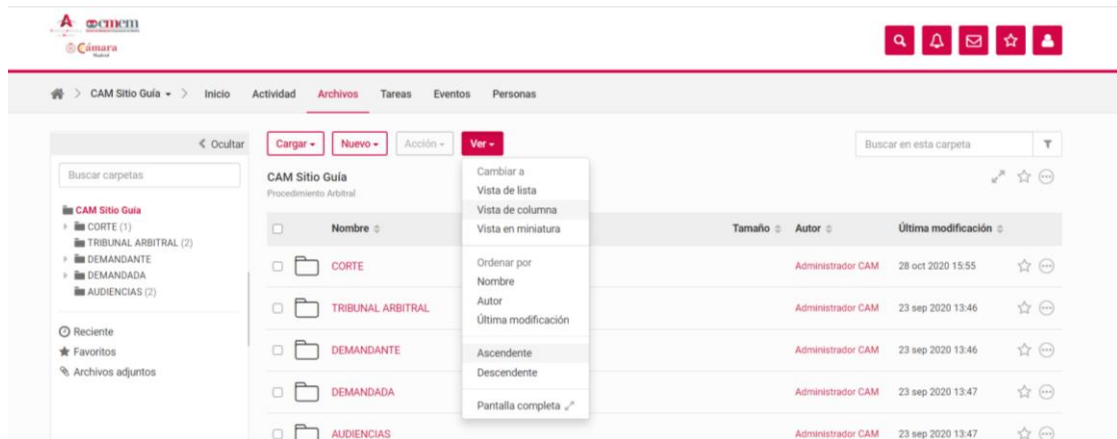 cmem
Cámara
Madrid
CAM Sitio Guía
Inicio
Actividad
Archivos
Tareas
Eventos
Personas
Ocultar
Buscar carpetas
CAM Sitio Guía
CORTE (1)
TRIBUNAL ARBITRAL (2)
DEMANDANTE
DEMANDADA
AUDIENCIAS (2)
Reciente
Favoritos
Archivos adjuntos
Cargar
Nuevo
Acción
Ver
Buscar en esta carpeta
CAM Sitio Guía
Procedimiento Arbitral
Cambiar a
Vista de lista
Vista de columna
Vista en miniatura
Ordenar por
Nombre
Autor
Última modificación
Ascendente
Descendente
Pantalla completa
Nombre Tamaño Autor Última modificación
CORTE Administrador CAM 28 oct 2020 15:55
TRIBUNAL ARBITRAL Administrador CAM 23 sep 2020 13:46
DEMANDANTE Administrador CAM 23 sep 2020 13:46
DEMANDADA Administrador CAM 23 sep 2020 13:47
AUDIENCIAS Administrador CAM 23 sep 2020 13:47